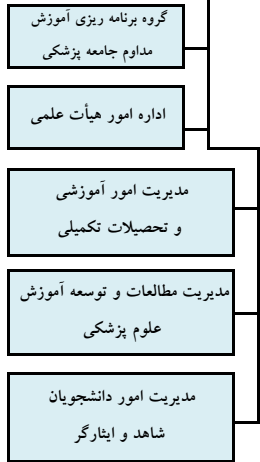 گروه برنامه ریزی آموزش
مداوم جامعه پزشکی
اداره امور هیأت علمی
مدیریت امور آموزشی
و تحصیلات تکمیلی
مدیریت مطالعات و توسعه آموزش
علوم پزشکی
مدیریت امور دانشجویان
شاهد و ایثارگر